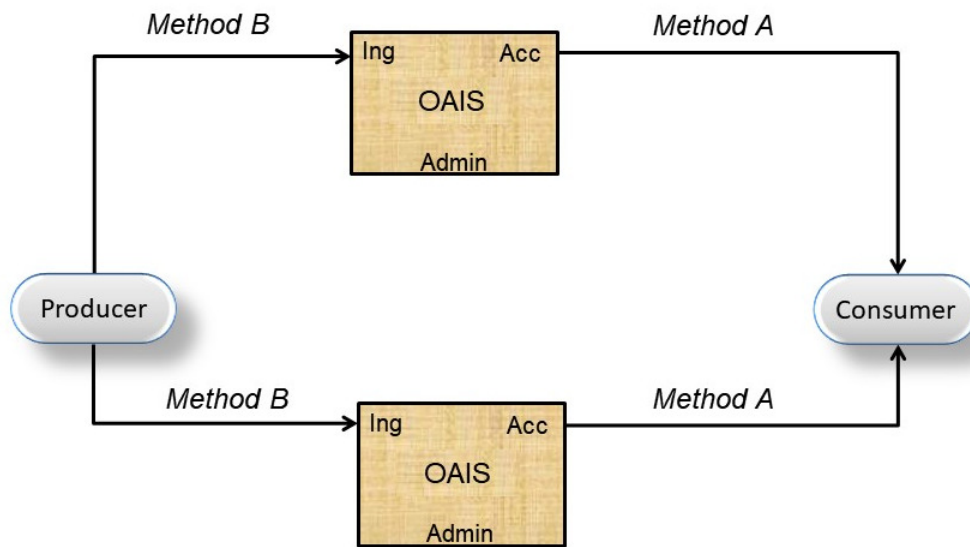 Method B
Method A
Ing
Acc
OAIS
Admin
Producer
Consumer
Method B
Method A
Ing
Acc
OAIS
Admin